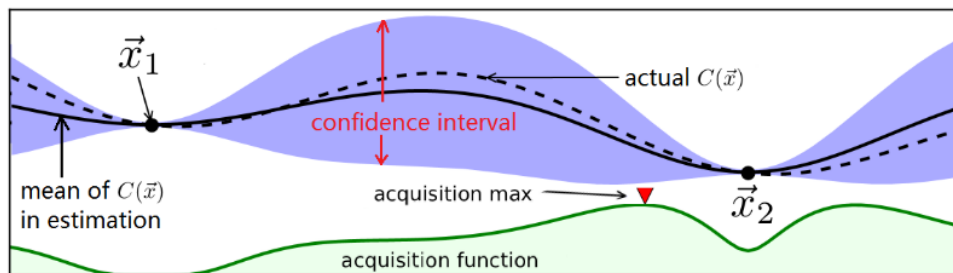 x⃗₁
actual C(x⃗)
confidence interval
mean of C(x⃗)
in estimation
acquisition max
x⃗₂
acquisition function